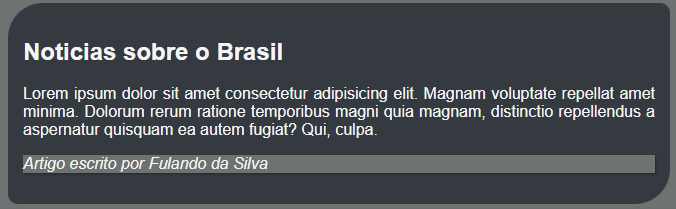 Noticias sobre o Brasil
Lorem ipsum dolor sit amet consectetur adipisicing elit. Magnam voluptate repellat amet
minima. Dolorum rerum ratione temporibus magni quia magnam, distinctio repellendus a
aspernatur quisquam ea autem fugiat? Qui, culpa.
Artigo escrito por Fulando da Silva